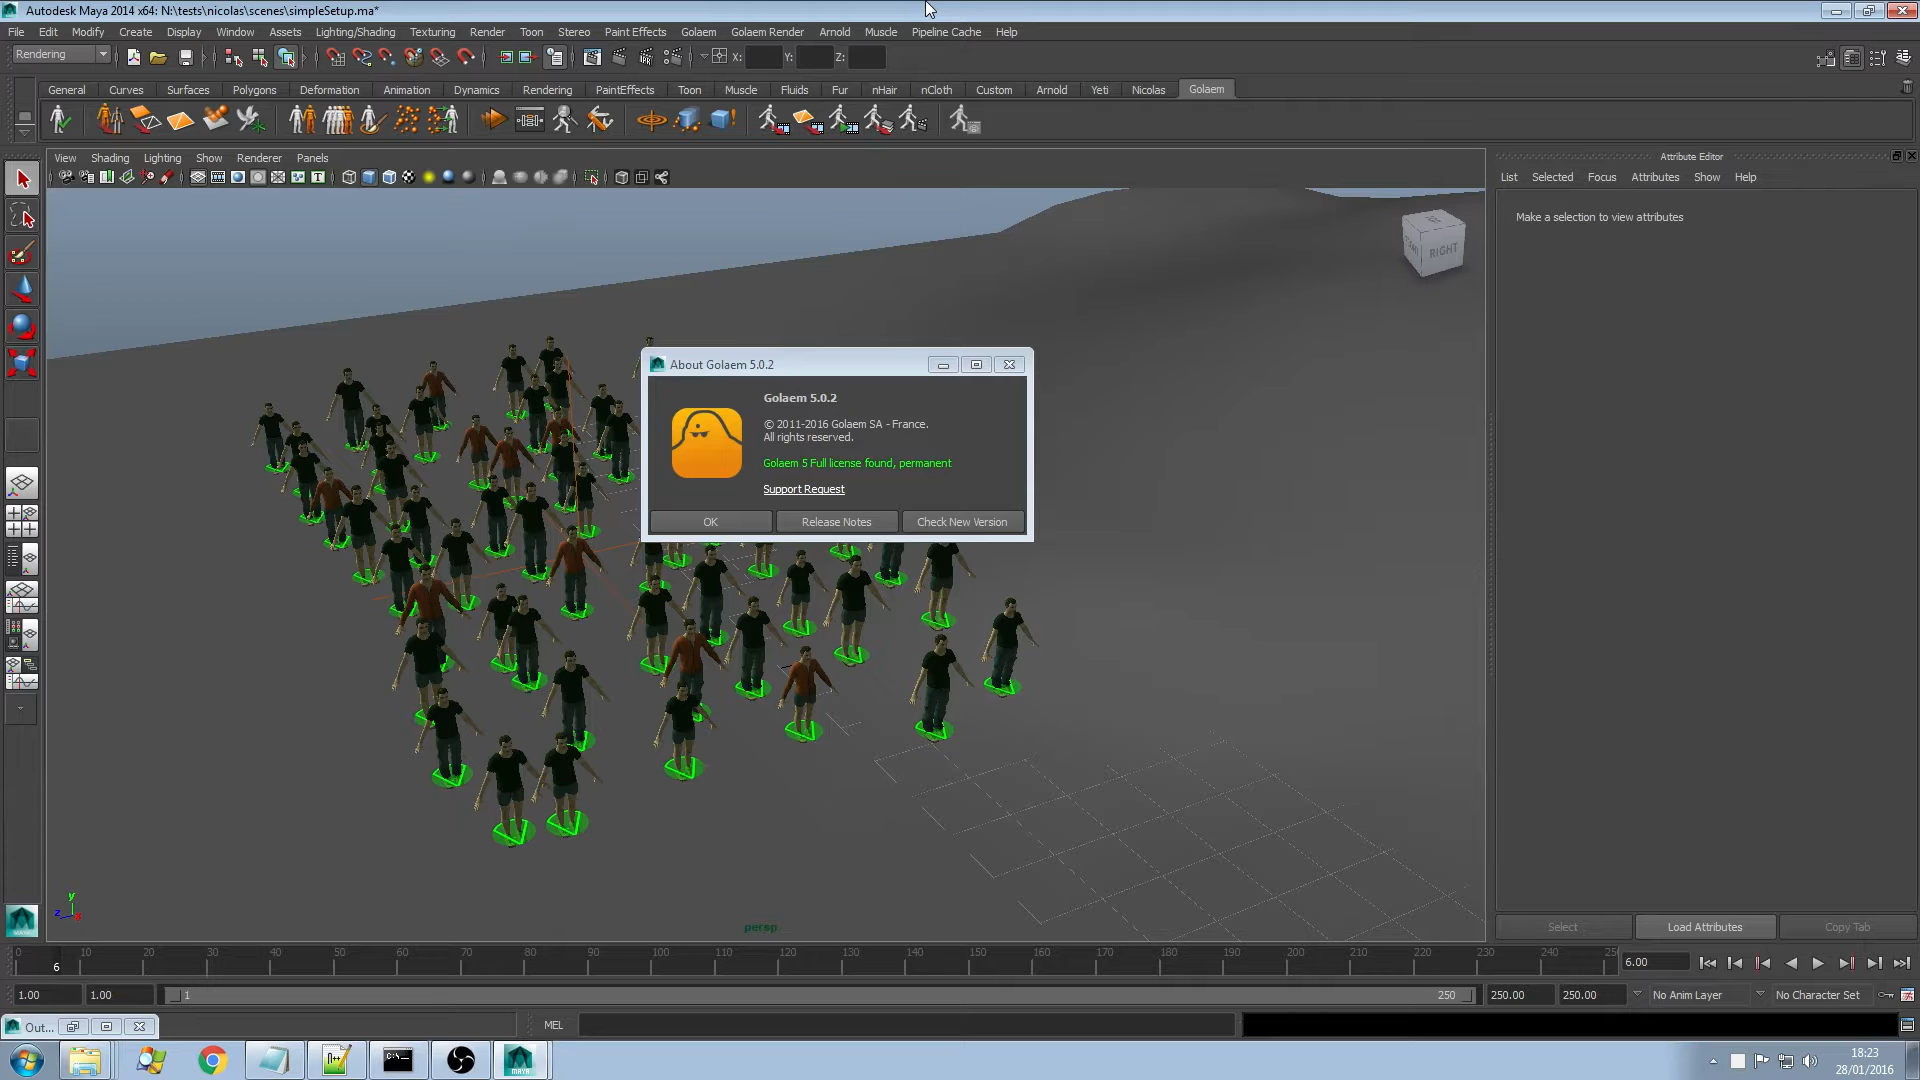 Autodesk Maya 2014 x64: N:\tests\nicolas\scenes\simpleSetup.ma*
File Edit Modify Create Display Window Assets Lighting/Shading Texturing Render Toon Stereo Paint Effects Golaem Golaem Render Arnold Muscle Pipeline Cache Help
Rendering X: Y: Z:
General Curves Surfaces Polygons Deformation Animation Dynamics Rendering PaintEffects Toon Muscle Fluids Fur nHair nCloth Custom Arnold Yeti Nicolas Golaem
View Shading Lighting Show Renderer Panels
Attribute Editor
List Selected Focus Attributes Show Help
Make a selection to view attributes
RIGHT
About Golaem 5.0.2
Golaem 5.0.2
© 2011-2016 Golaem SA - France.
All rights reserved.
Golaem 5 Full license found, permanent
Support Request
OK Release Notes Check New Version
y
z x
persp
Select Load Attributes Copy Tab
0 10 20 30 40 50 60 70 80 90 100 110 120 130 140 150 160 170 180 190 200 210 220 230 240 25
6
6.00
1.00 1.00 1 250 250.00 250.00 No Anim Layer No Character Set
Out... MEL
MAYA
18:23
28/01/2016